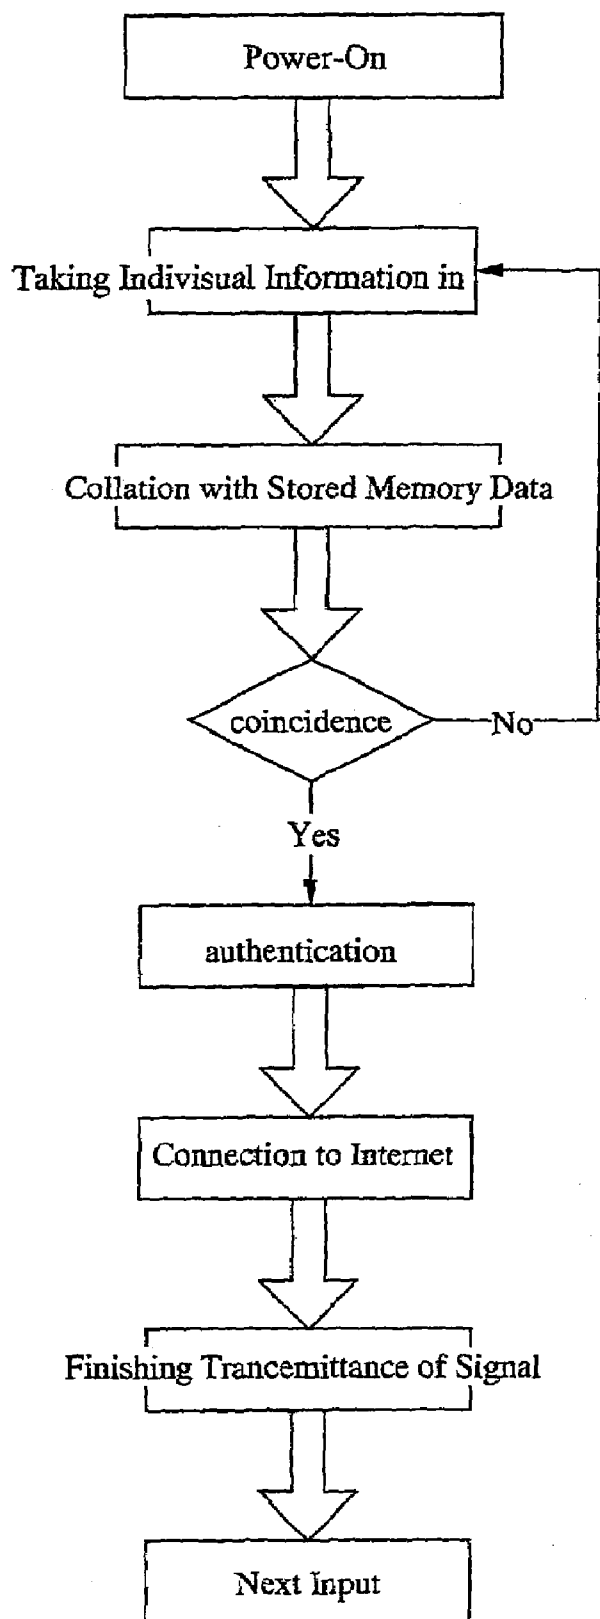 Power-On
Taking Indivisual Information in
Collation with Stored Memory Data
coincidence
No
Yes
authentication
Connection to Internet
Finishing Trancemittance of Signal
Next Input